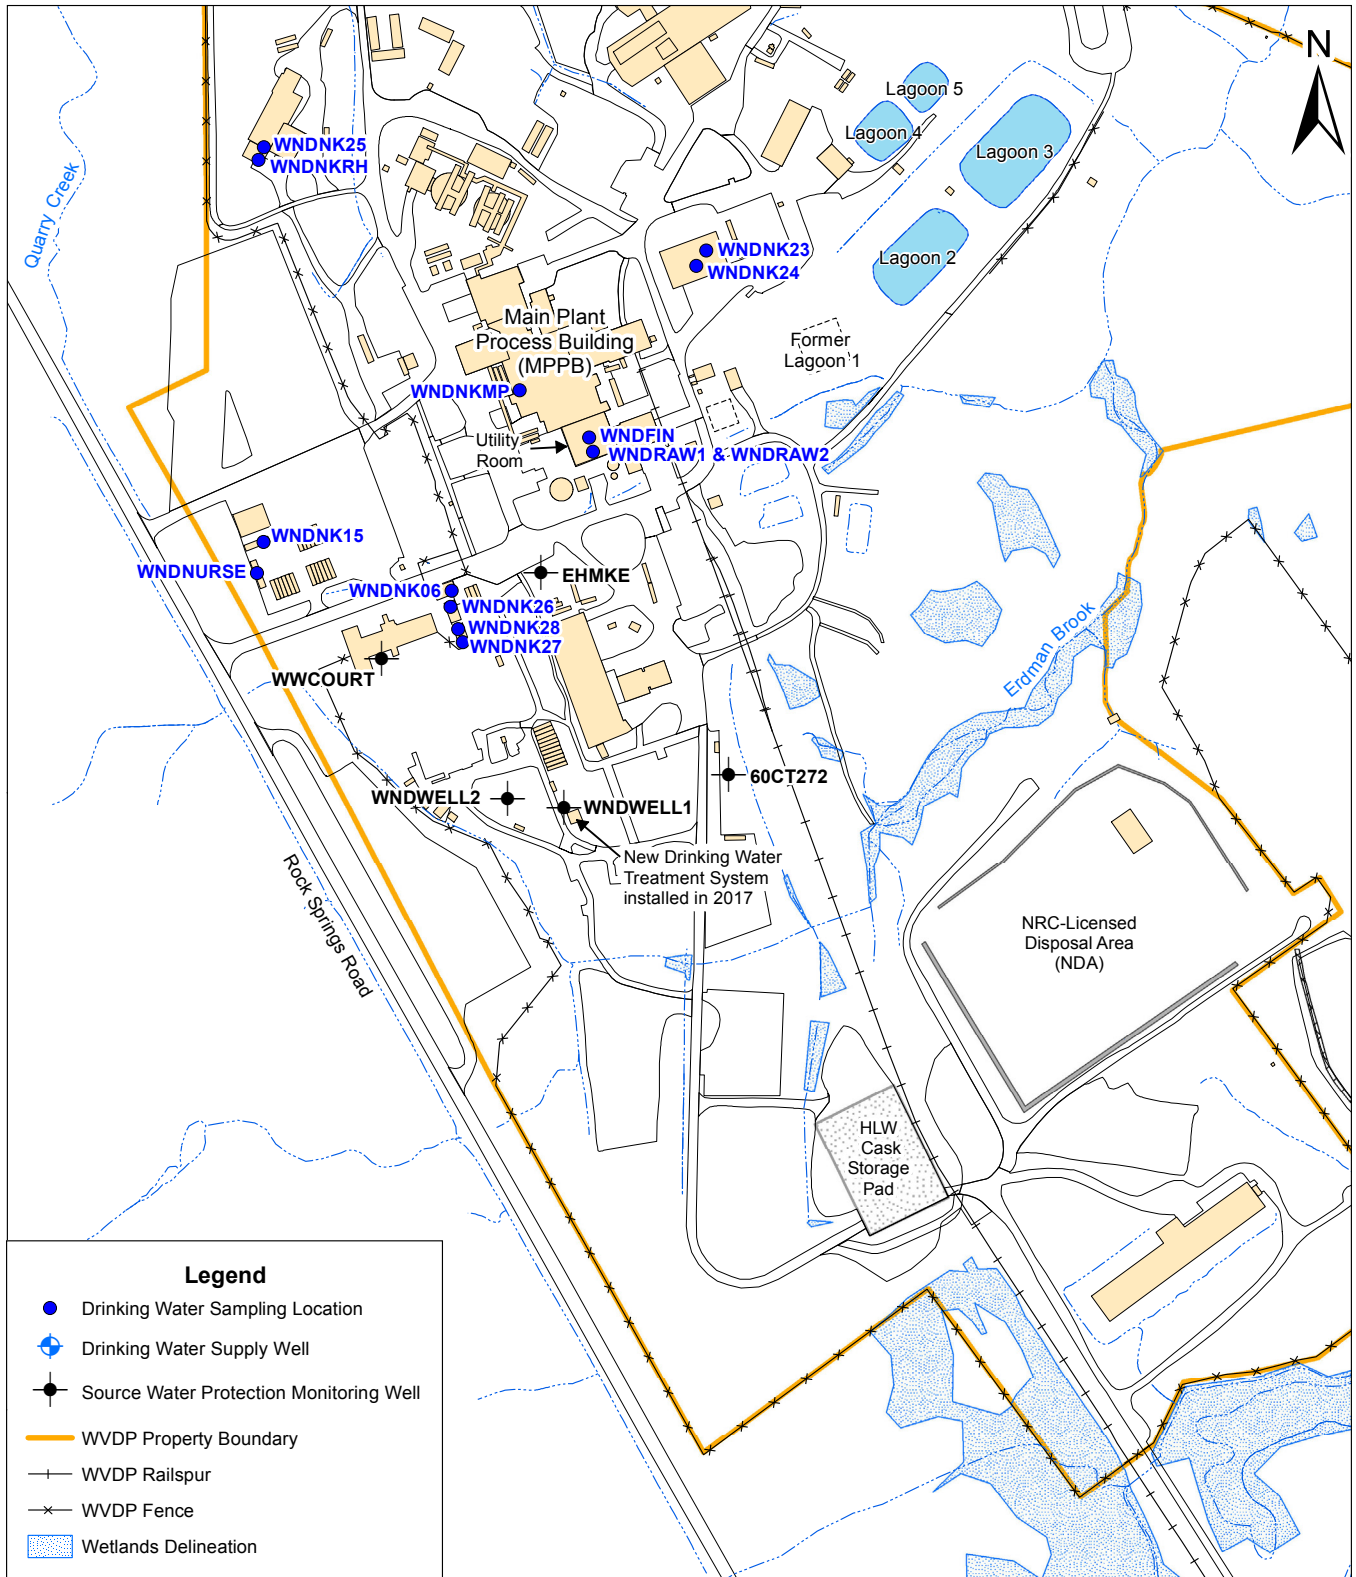 N
Lagoon 5
Lagoon 4
Lagoon 3
WNDNK25
WNDNKRH
Quarry Creek
WNDNK23
WNDNK24
Lagoon 2
Main Plant
Process Building
(MPPB)
Former
Lagoon 1
WNDNKMP
WNDFIN
Utility
Room
WNDRAW1 & WNDRAW2
WNDNK15
WNDNURSE
EHMKE
WNDNK06
WNDNK26
WNDNK28
WNDNK27
WWCOURT
Erdman Brook
60CT272
WNDWELL2
WNDWELL1
New Drinking Water
Treatment System
installed in 2017
Rock Springs Road
NRC-Licensed
Disposal Area
(NDA)
HLW
Cask
Storage
Pad
Legend
Drinking Water Sampling Location
Drinking Water Supply Well
Source Water Protection Monitoring Well
WVDP Property Boundary
WVDP Railspur
WVDP Fence
Wetlands Delineation